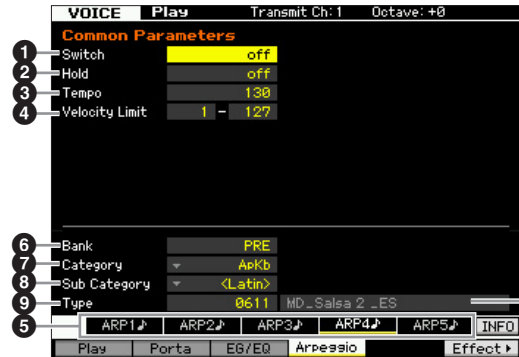 VOICE Play Transmit Ch:1 Octave:+0
Common Parameters
1 Switch off
2 Hold off
3 Tempo 130
4 Velocity Limit 1 - 127
6 Bank PRE
7 Category ApKb
8 Sub Category <Latin>
9 Type 0611 MD_Salsa 2 _ES
5 ARP1♪ ARP2♪ ARP3♪ ARP4♪ ARP5♪ INFO
Play Porta EG/EQ Arpeggio Effect